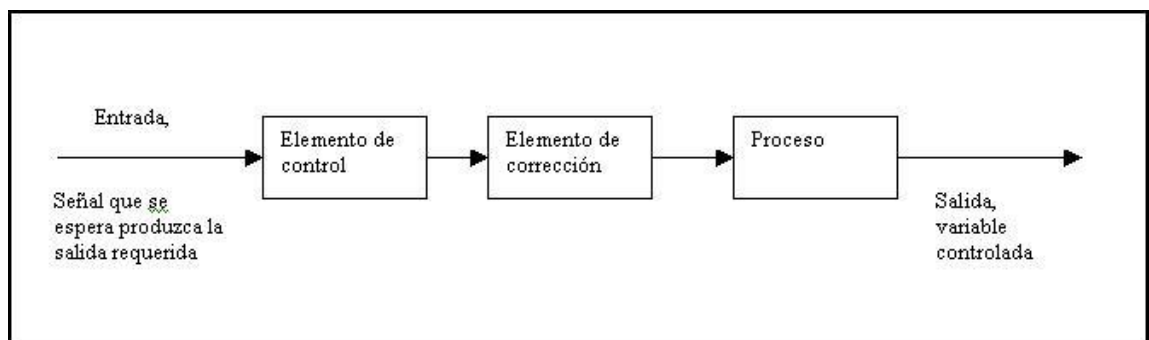 Entrada,
Señal que se
espera produzca la
salida requerida
Elemento de
control
Elemento de
corrección
Proceso
Salida,
variable
controlada